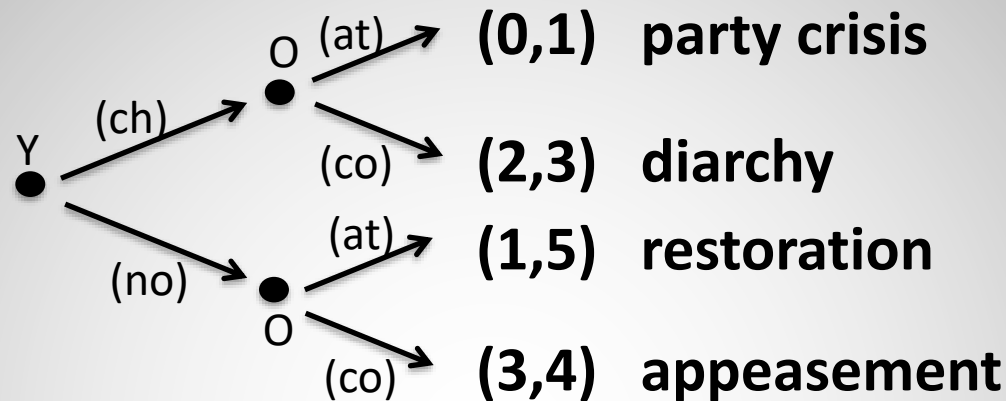 O (at) (0,1) party crisis
(ch)
Y (co) (2,3) diarchy
(at) (1,5) restoration
(no)
O
(co) (3,4) appeasement